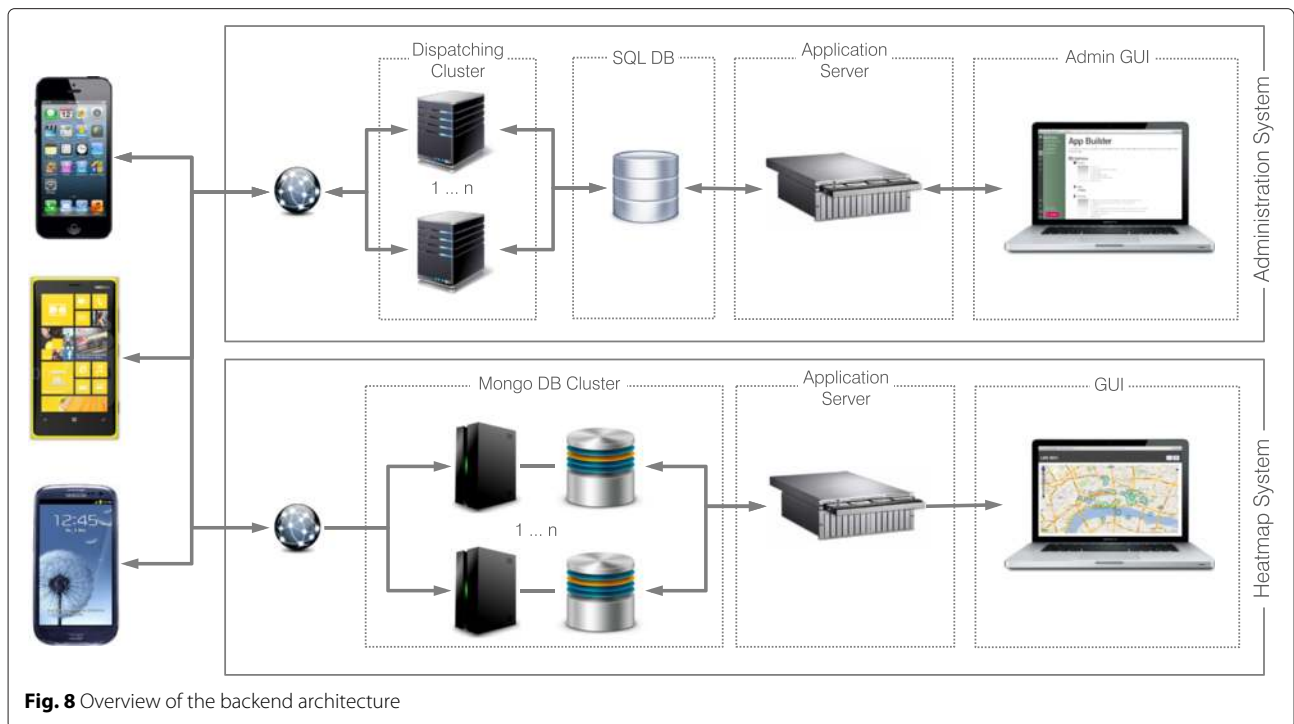 Dispatching
Cluster
SQL DB
Application
Server
Admin GUI
App Builder
1 ... n
Administration System
Mongo DB Cluster
Application
Server
GUI
1 ... n
12:45
Heatmap System
Fig. 8 Overview of the backend architecture